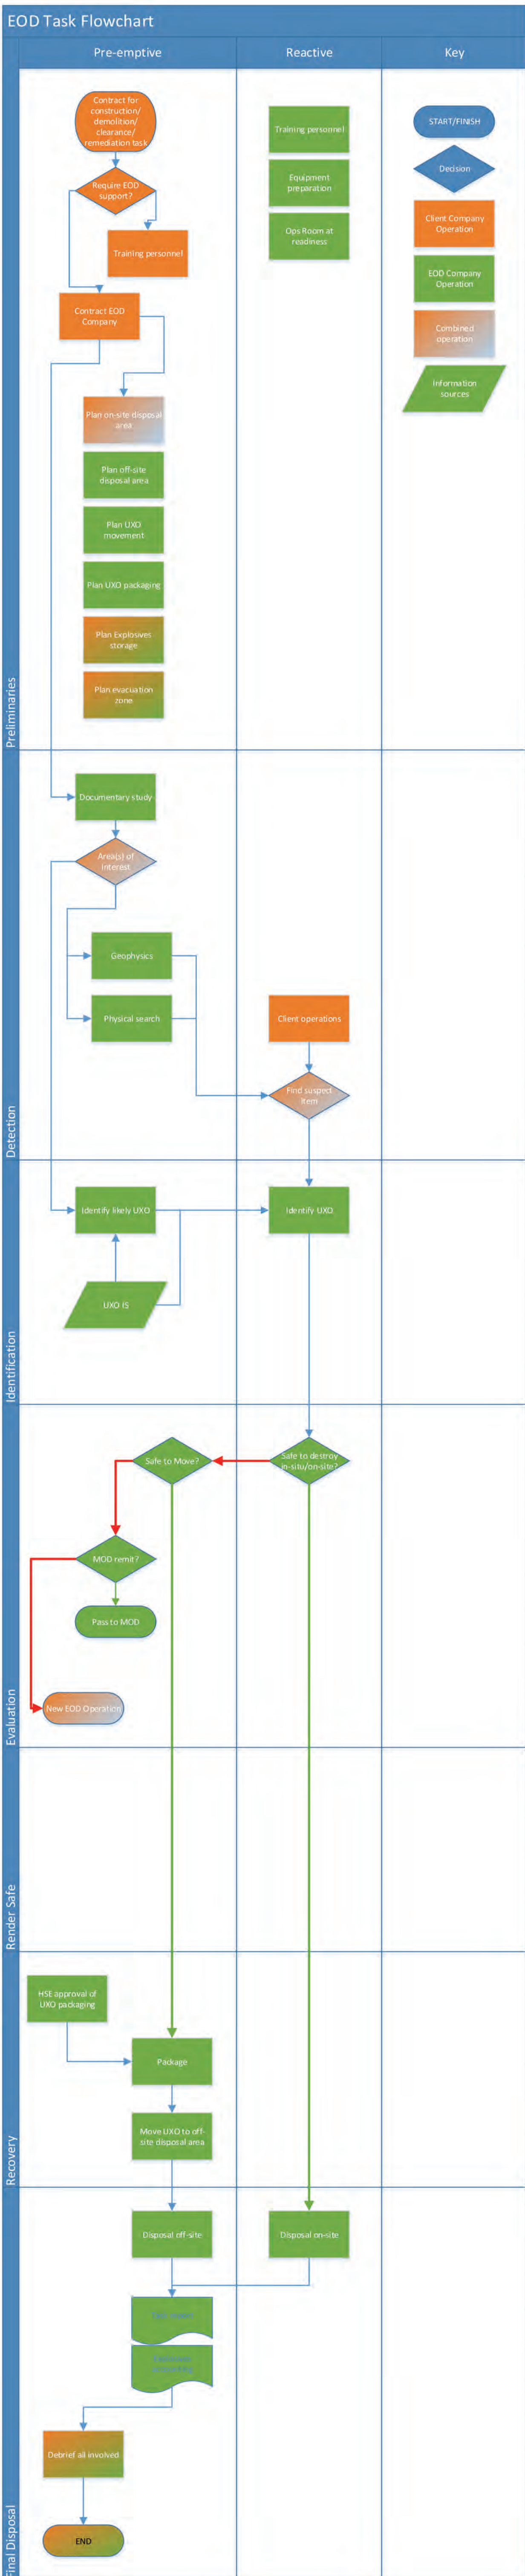 EOD Task Flowchart
Pre-emptive
Reactive
Key
Contract for
construction/
demolition/
clearance/
remediation task
Require EOD
support?
Training personnel
Contract EOD
Company
Plan on-site disposal
area
Plan off-site
disposal area
Plan UXO
movement
Plan UXO packaging
Plan Explosives
storage
Plan evacuation
zone
Training personnel
Equipment
preparation
Ops Room at
readiness
START/FINISH
Decision
Client Company
Operation
EOD Company
Operation
Combined
operation
Information
sources
Preliminaries
Documentary study
Area(s) of
Interest
Geophysics
Physical search
Client operations
Find suspect
Item
Detection
Identify likely UXO
Identify UXO
UXO IS
Identification
Safe to Move?
Safe to destroy
in-situ/on-site?
MOD remit?
Pass to MOD
New EOD Operation
Evaluation
Render Safe
HSE approval of
UXO packaging
Package
Move UXO to off-
site disposal area
Recovery
Disposal off-site
Disposal on-site
Debrief all involved
END
Final Disposal